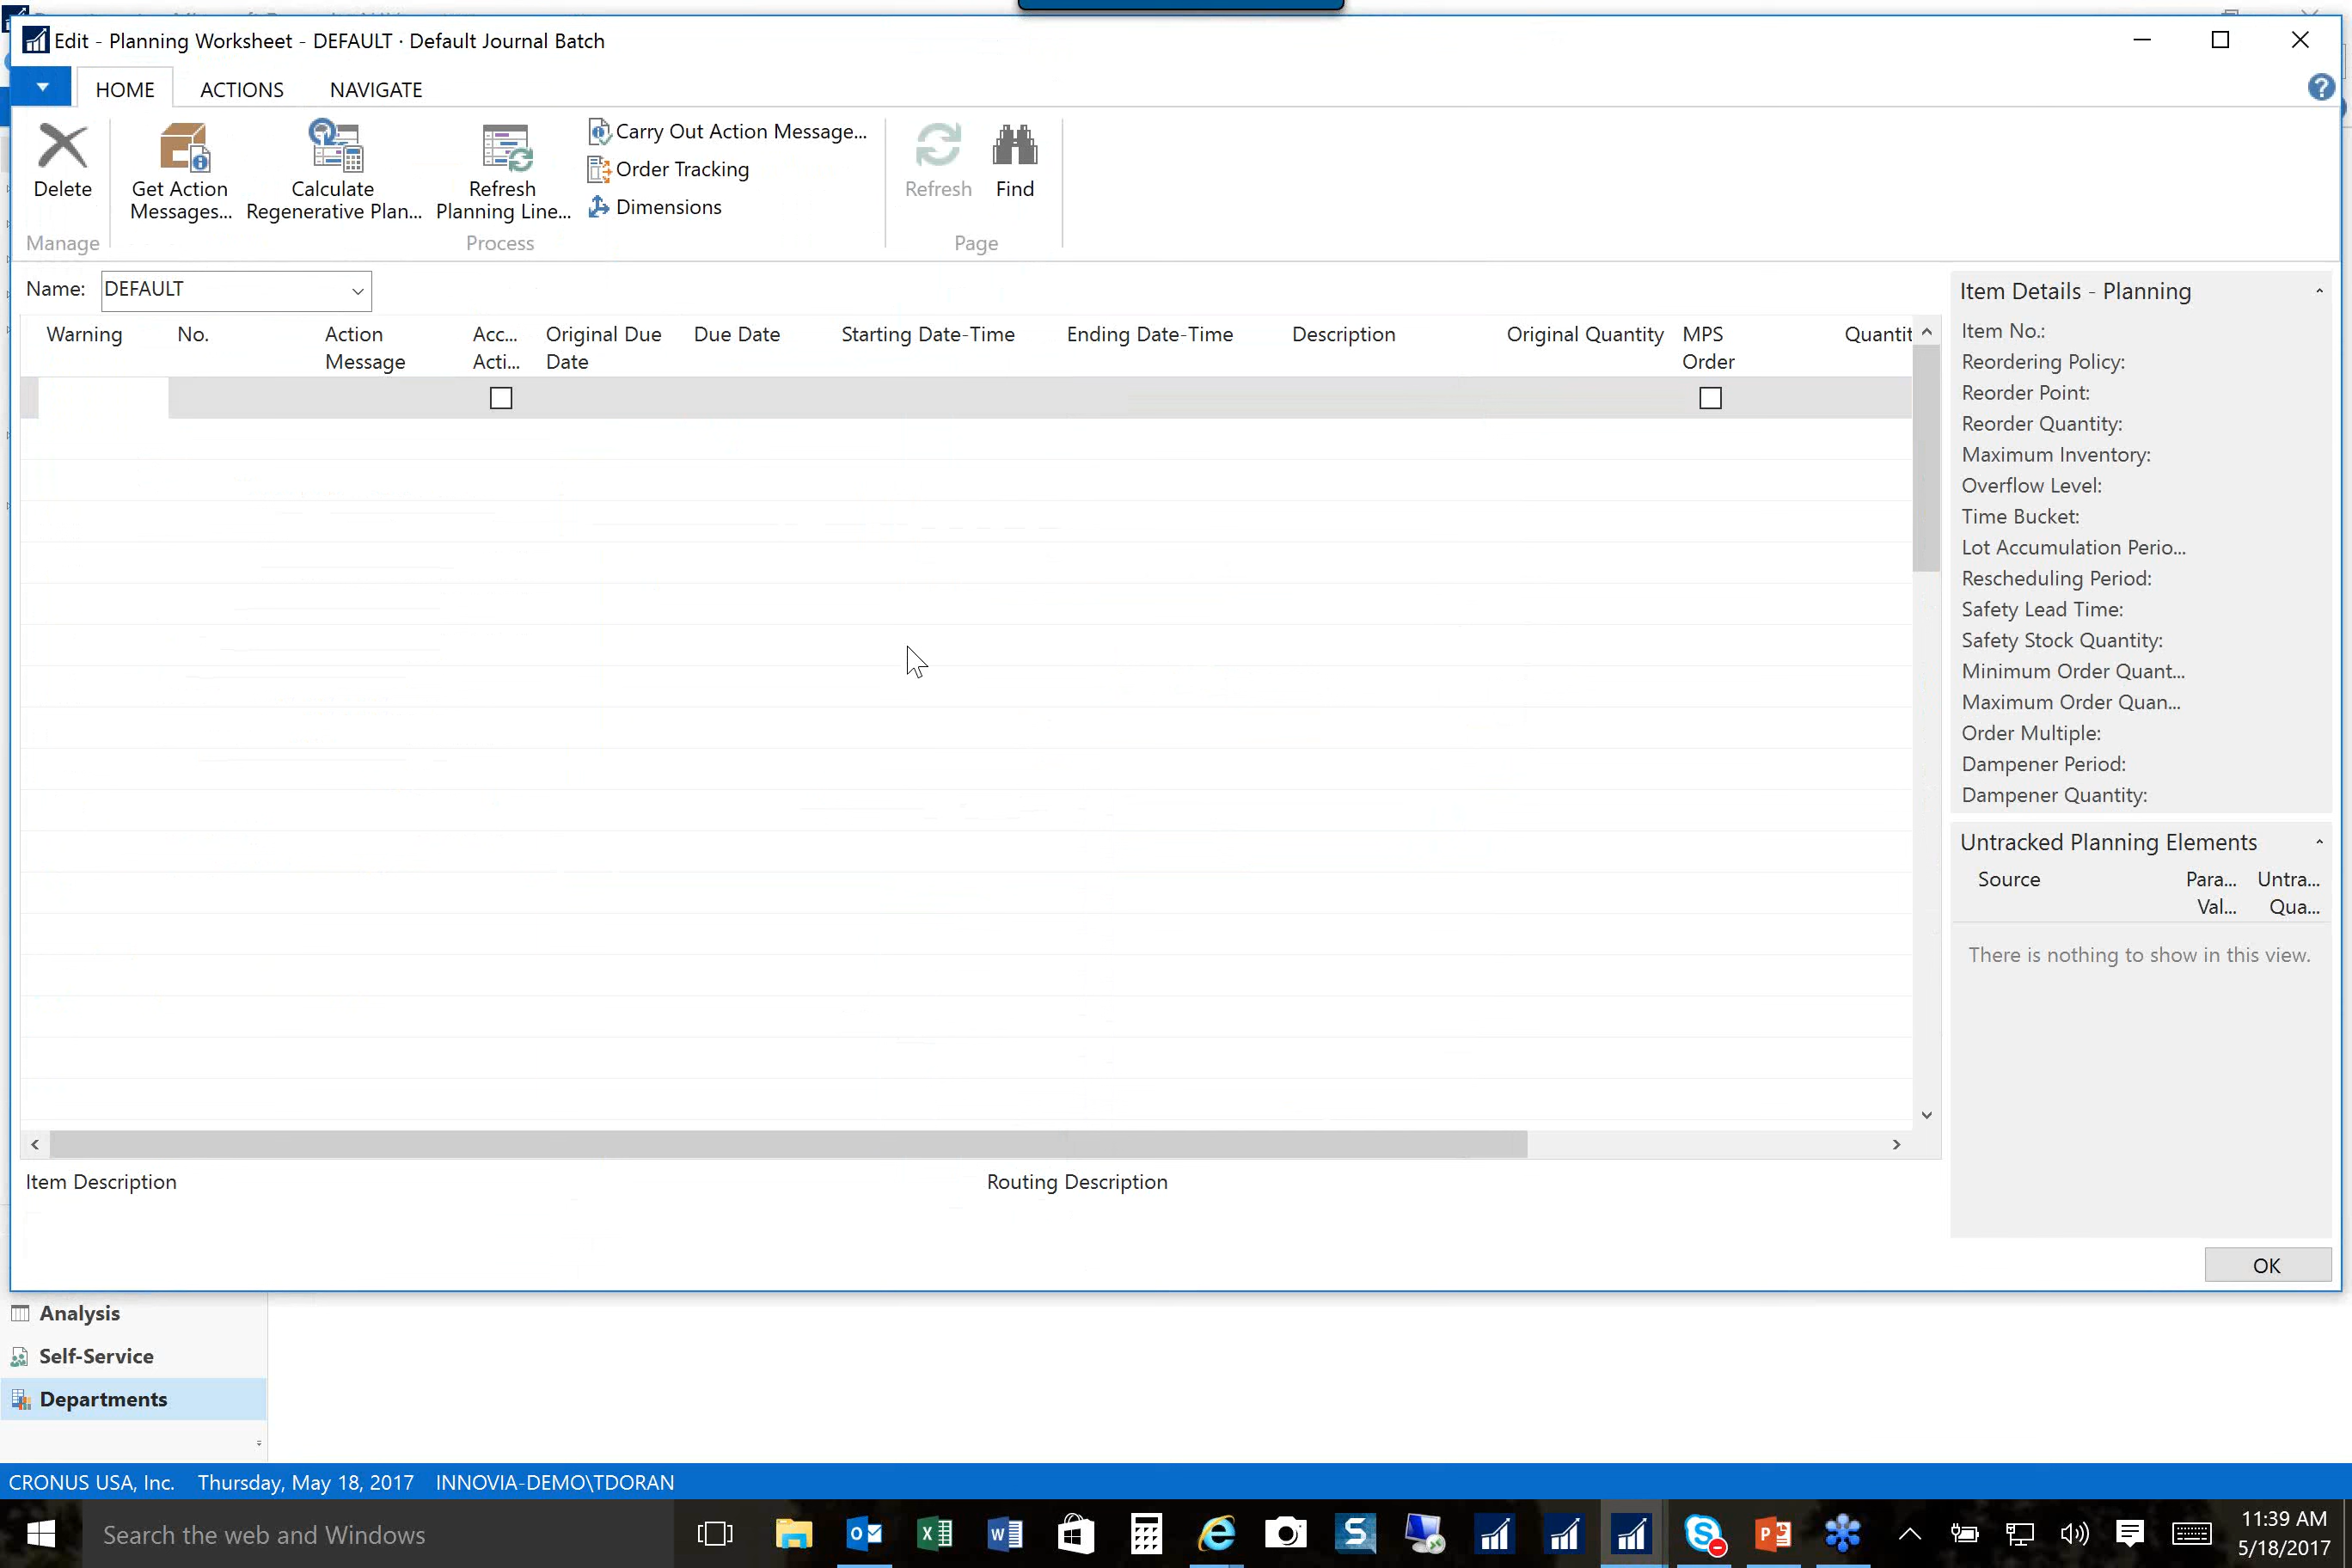 Edit - Planning Worksheet - DEFAULT · Default Journal Batch
HOME ACTIONS NAVIGATE
Delete
Get Action
Messages...
Calculate
Regenerative Plan...
Refresh
Planning Line...
Carry Out Action Message...
Order Tracking
Dimensions
Refresh
Find
Manage
Process
Page
Name: DEFAULT
Warning No. Action Message Acc... Acti... Original Due Date Due Date Starting Date-Time Ending Date-Time Description Original Quantity MPS Order Quantit
Item Details - Planning
Item No.:
Reordering Policy:
Reorder Point:
Reorder Quantity:
Maximum Inventory:
Overflow Level:
Time Bucket:
Lot Accumulation Perio...
Rescheduling Period:
Safety Lead Time:
Safety Stock Quantity:
Minimum Order Quant...
Maximum Order Quan...
Order Multiple:
Dampener Period:
Dampener Quantity:
Untracked Planning Elements
Source Para... Untra...
Val... Qua...
There is nothing to show in this view.
Item Description
Routing Description
OK
Analysis
Self-Service
Departments
CRONUS USA, Inc. Thursday, May 18, 2017 INNOVIA-DEMO\TDORAN
Search the web and Windows
11:39 AM
5/18/2017